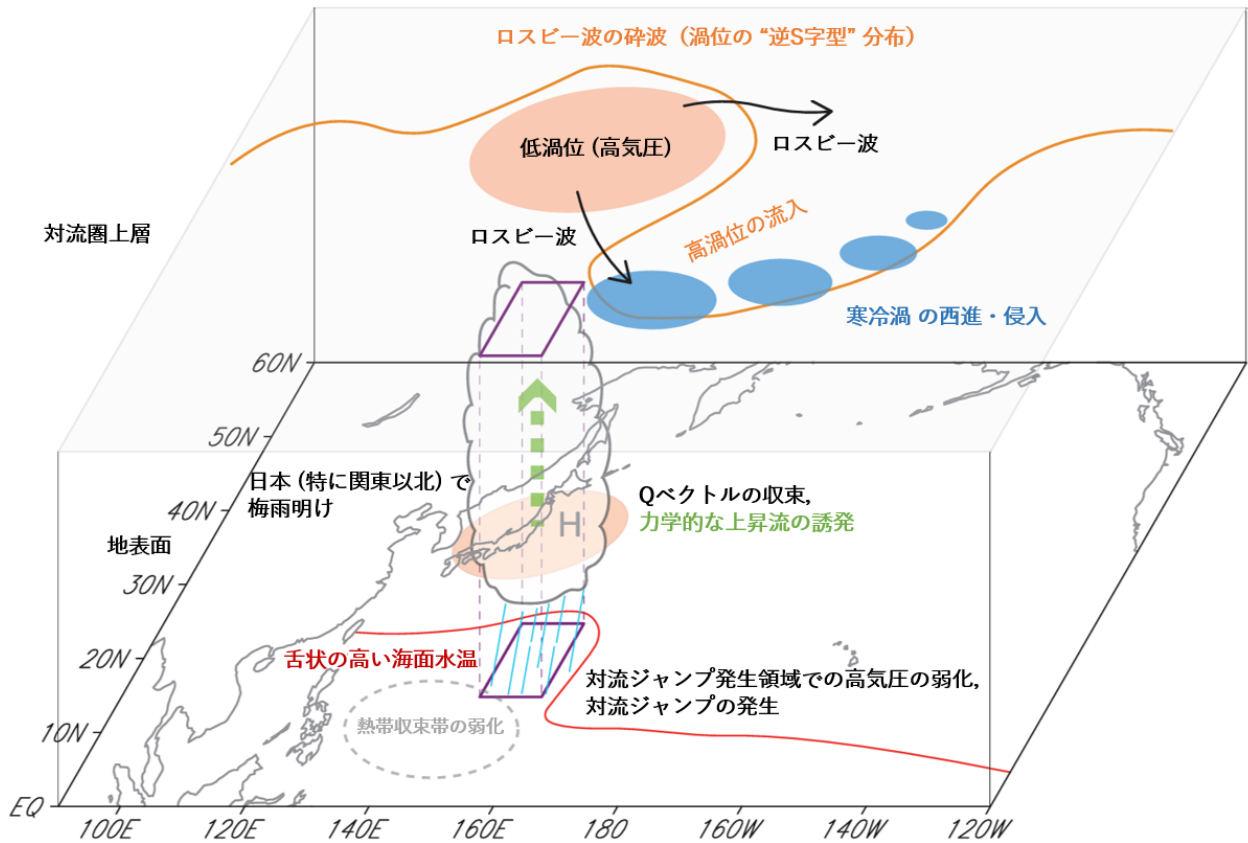 ロスビー波の砕波（渦位の “逆S字型” 分布）
低渦位 (高気圧)
ロスビー波
対流圏上層
ロスビー波
高渦位の流入
寒冷渦 の西進・侵入
60N
50N
日本 (特に関東以北) で
梅雨明け
Qベクトルの収束,
力学的な上昇流の誘発
H
40N
地表面
30N
20N
舌状の高い海面水温
対流ジャンプ発生領域での高気圧の弱化,
対流ジャンプの発生
熱帯収束帯の弱化
10N
EQ
100E 120E 140E 160E 180 160W 140W 120W